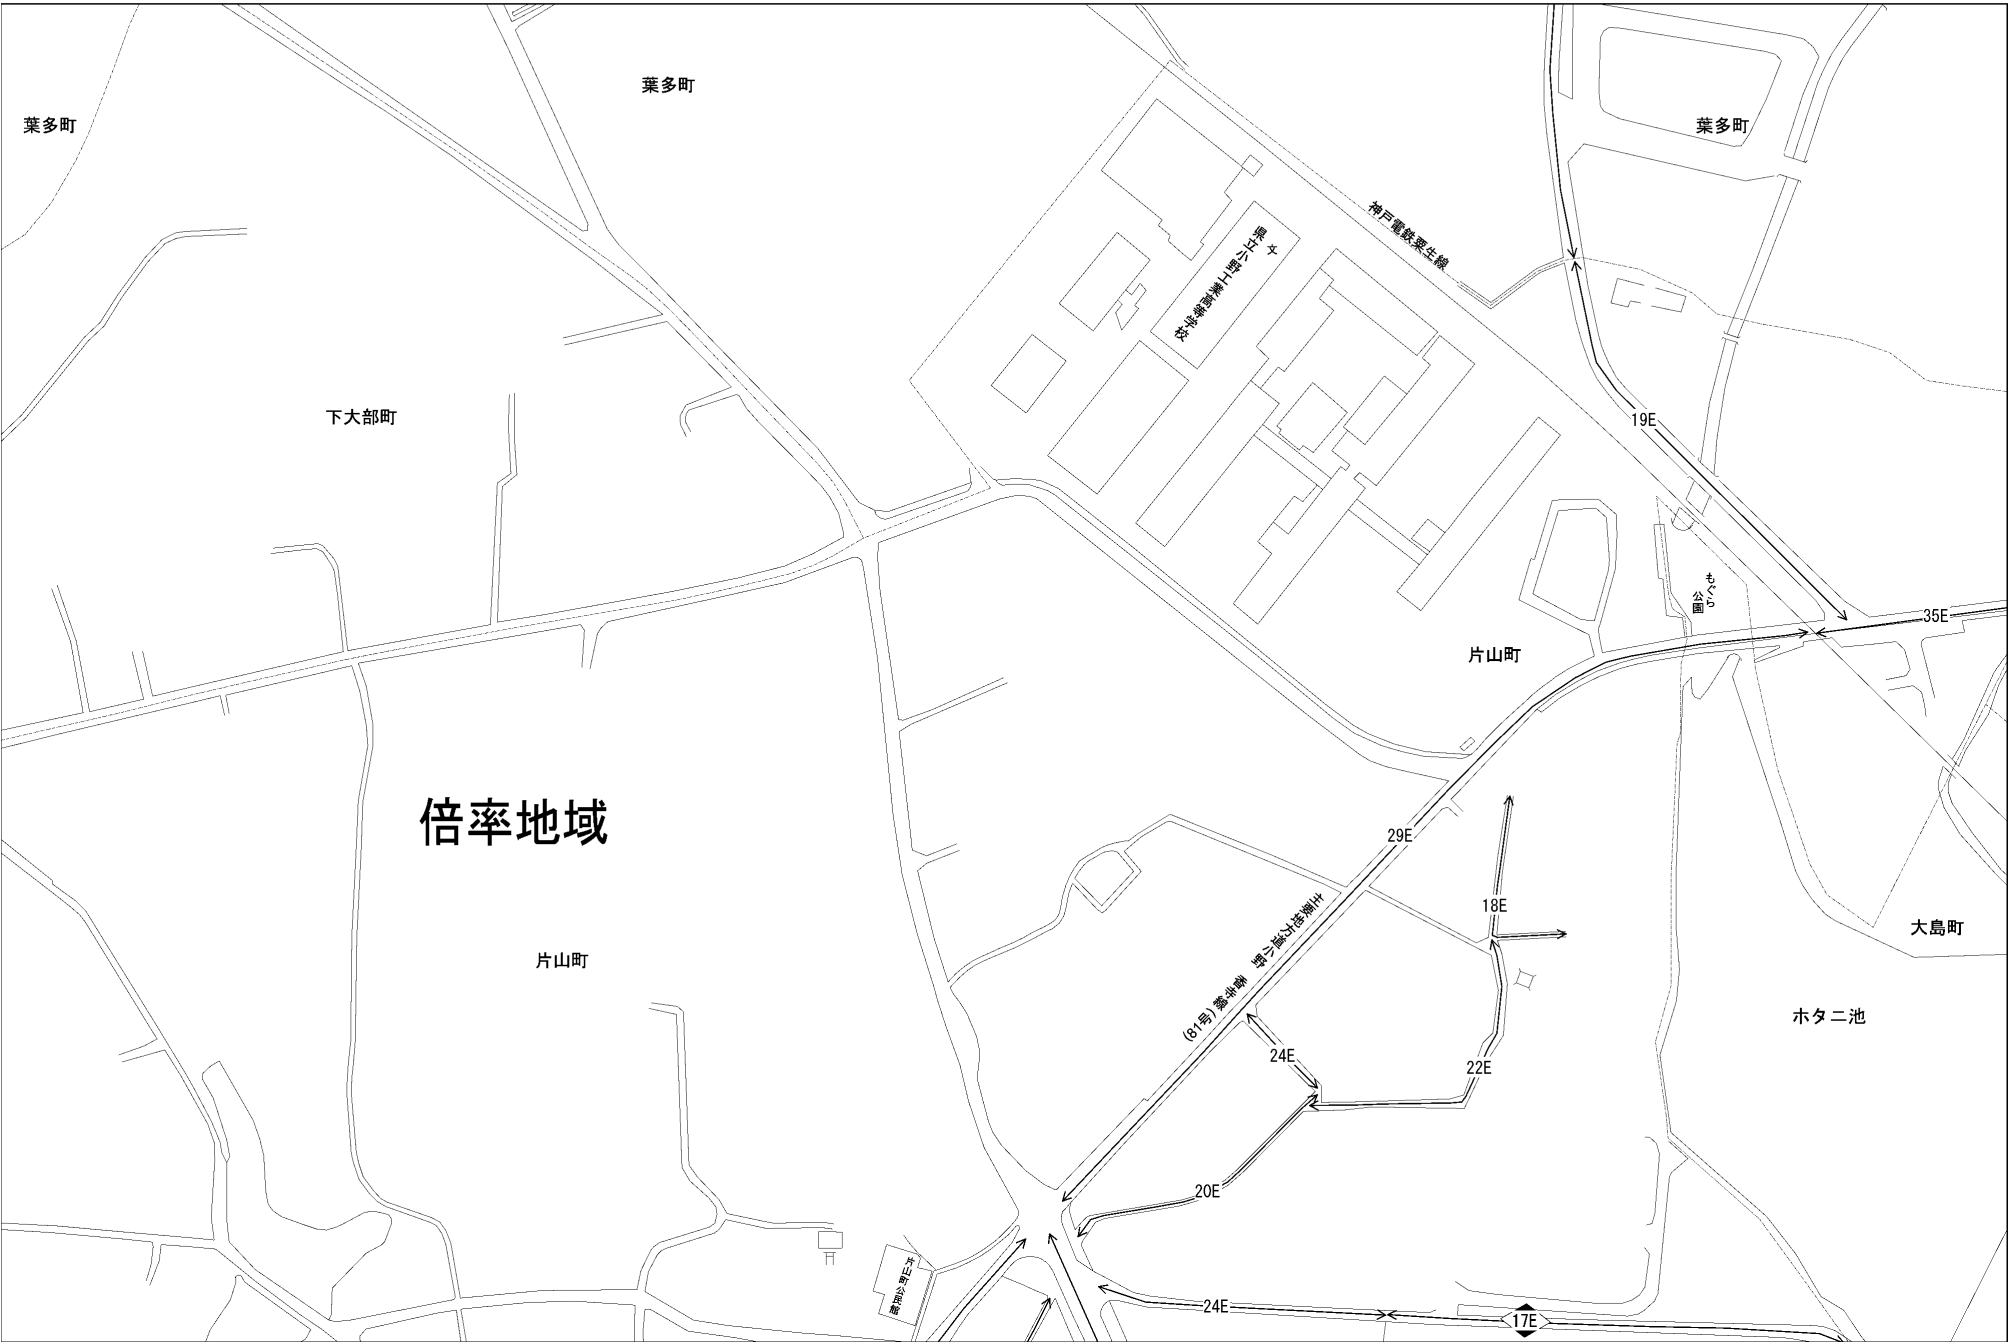 葉多町
葉多町
葉多町
神戸電鉄粟生線
県立小野工業高等学校
下大部町
19E
もぐら
公園
35E
片山町
倍率地域
29E
主要地方道小野 香寺線
(81号)
18E
大島町
片山町
ホタニ池
24E
22E
20E
片山町公民館
24E
17E